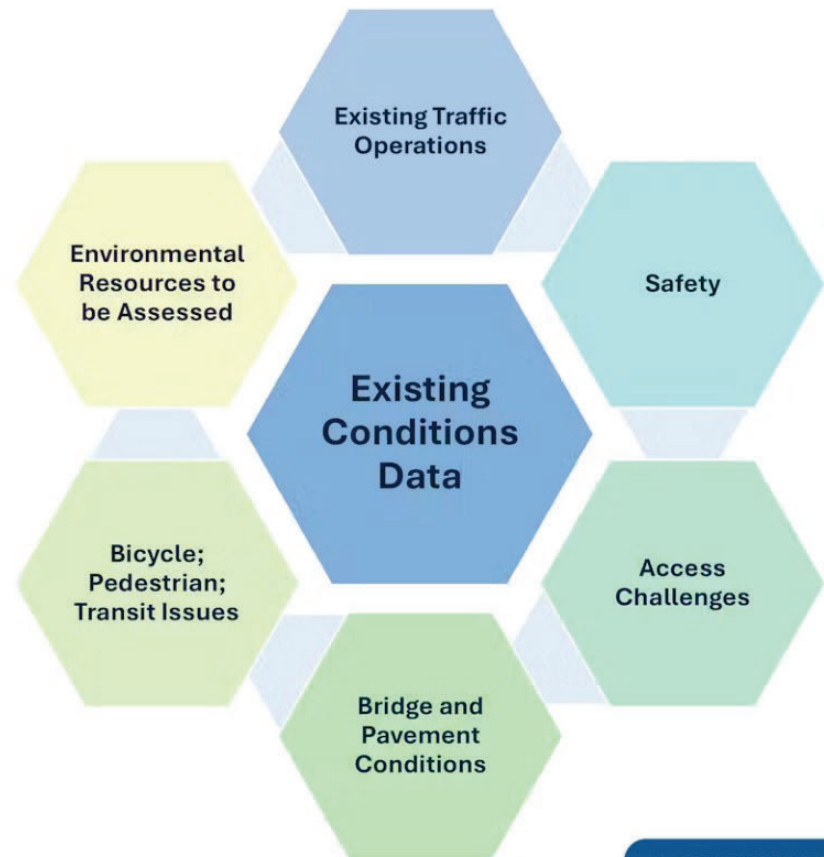 Existing Traffic
Operations
Environmental
Resources to
be Assessed
Safety
Existing
Conditions
Data
Bicycle;
Pedestrian;
Transit Issues
Access
Challenges
Bridge and
Pavement
Conditions